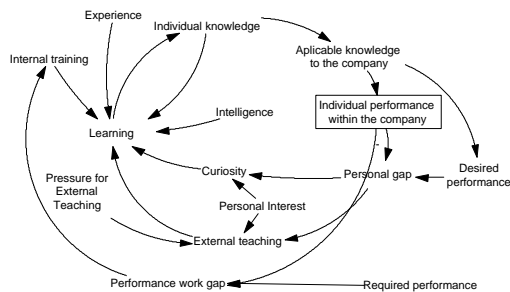 Experience
Individual knowledge
Internal training
Aplicable knowledge
to the company
Individual performance
within the company
Intelligence
Learning
Curiosity
Personal gap
Desired
performance
Pressure for
External
Teaching
Personal Interest
External teaching
Performance work gap
Required performance